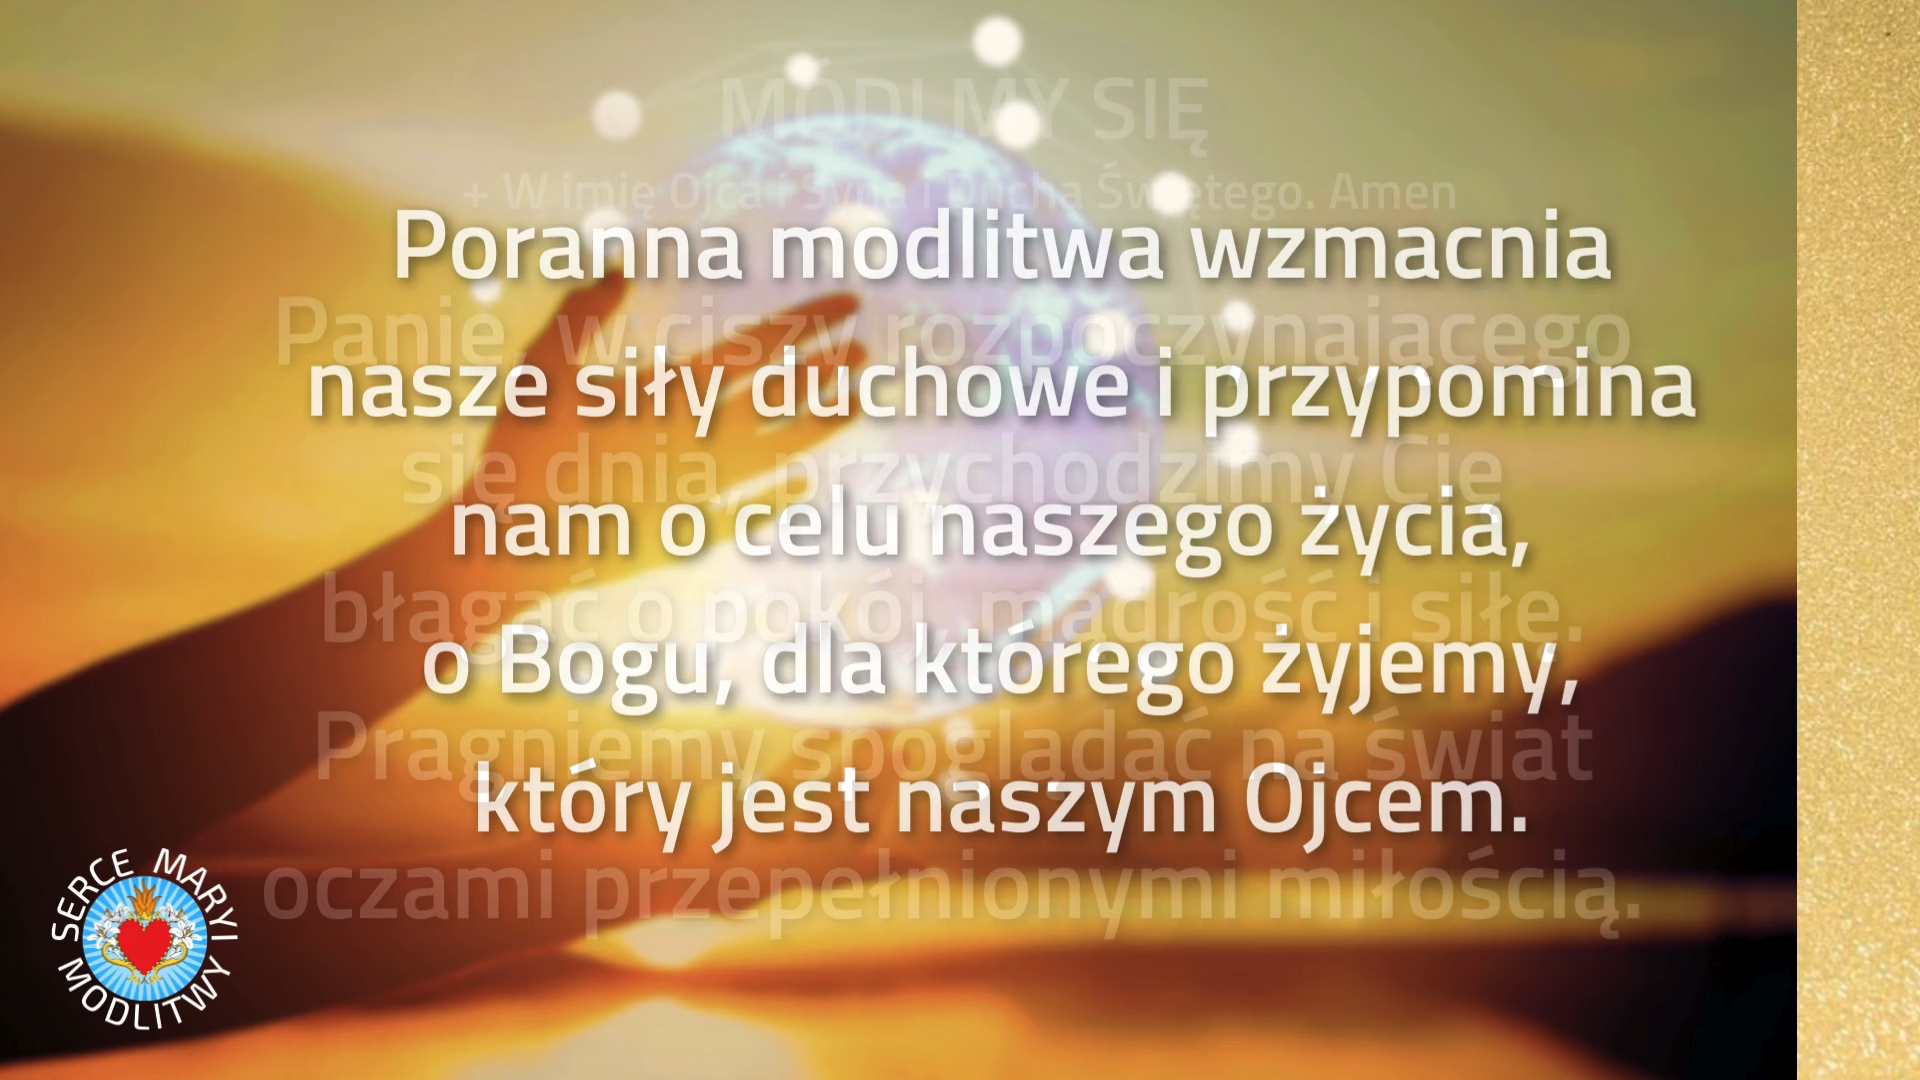 MÓDLMY SIĘ
+ W imię Ojca i Syna i Ducha Świętego. Amen
Poranna modlitwa wzmacnia
Panie, w ciszy rozpoczynającego
nasze siły duchowe i przypomina
się dnia, przychodzimy Cię
nam o celu naszego życia,
błagać o pokój, mądrość i siłę.
o Bogu, dla którego żyjemy,
Pragniemy spoglądać na świat
który jest naszym Ojcem.
oczami przepełnionymi miłością.
SERCE MARYI
MODLITWY